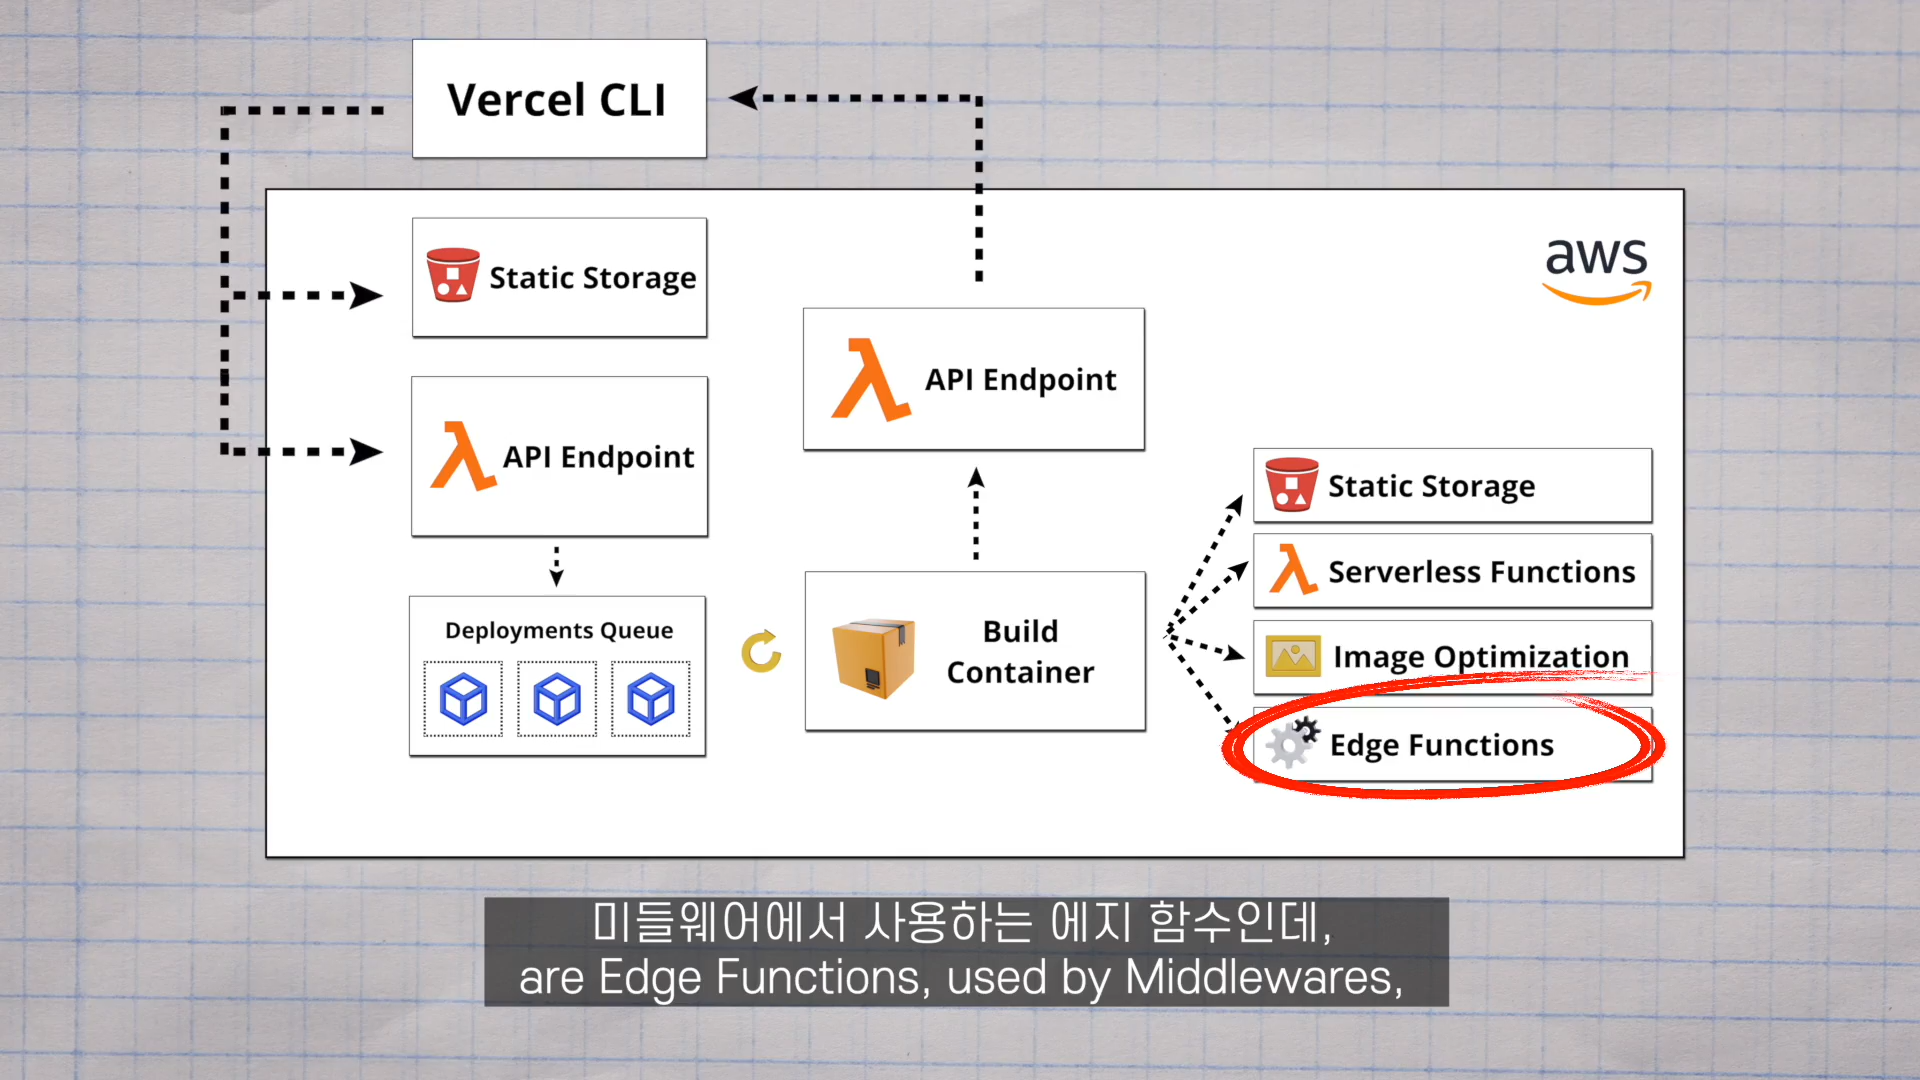 Vercel CLI
aws
Static Storage
API Endpoint
Deployments Queue
API Endpoint
Build
Container
Static Storage
Serverless Functions
Image Optimization
Edge Functions
미들웨어에서 사용하는 에지 함수인데,
are Edge Functions, used by Middlewares,